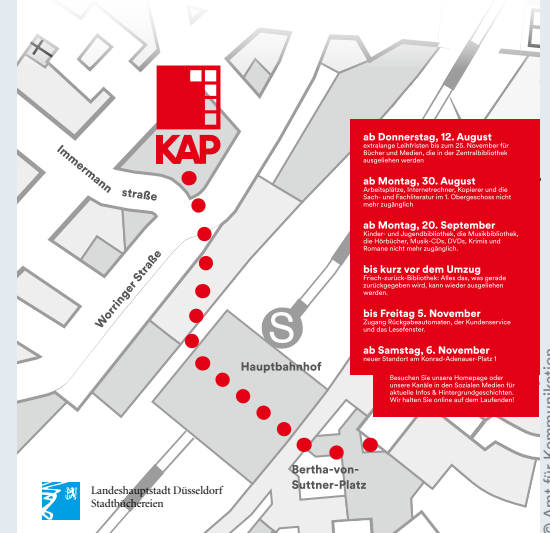 KAP
Immermann straße
Worringer Straße
S
Hauptbahnhof
Bertha-von-
Suttner-Platz
ab Donnerstag, 12. August
extralange Leihfristen bis zum 25. November für
Bücher und Medien, die in der Zentralbibliothek
ausgeliehen werden
ab Montag, 30. August
Arbeitsplätze, Internetrechner, Kopierer und die
Sach- und Fachliteratur im 1. Obergeschoss nicht
mehr zugänglich
ab Montag, 20. September
Kinder- und Jugendbibliothek, die Musikbibliothek,
die Hörbücher, Musik-CDs, DVDs, Krimis und
Romane nicht mehr zugänglich.
bis kurz vor dem Umzug
Frisch-zurück-Bibliothek: Alles das, was gerade
zurückgegeben wird, kann wieder ausgeliehen
werden.
bis Freitag 5. November
Zugang Rückgabeautomaten, der Kundenservice
und das Lesefenster.
ab Samstag, 6. November
neuer Standort am Konrad-Adenauer-Platz 1
Besuchen Sie unsere Homepage oder
unsere Kanäle in den Sozialen Medien für
aktuelle Infos & Hintergrundgeschichten.
Wir halten Sie online auf dem Laufenden!
Landeshauptstadt Düsseldorf
Stadtbüchereien
© Amt für Kommunikation